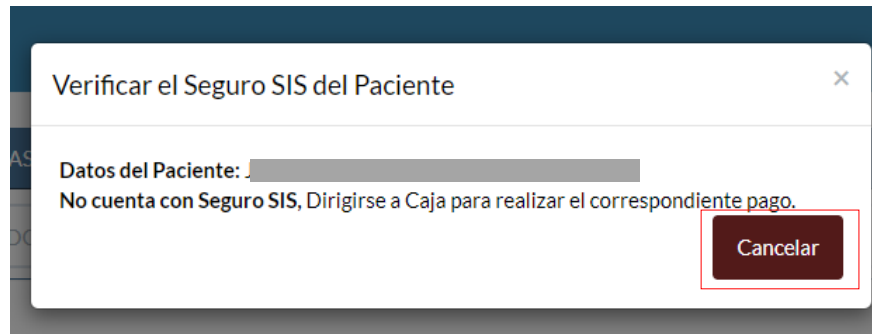 Verificar el Seguro SIS del Paciente ×
Datos del Paciente:
No cuenta con Seguro SIS, Dirigirse a Caja para realizar el correspondiente pago.
Cancelar